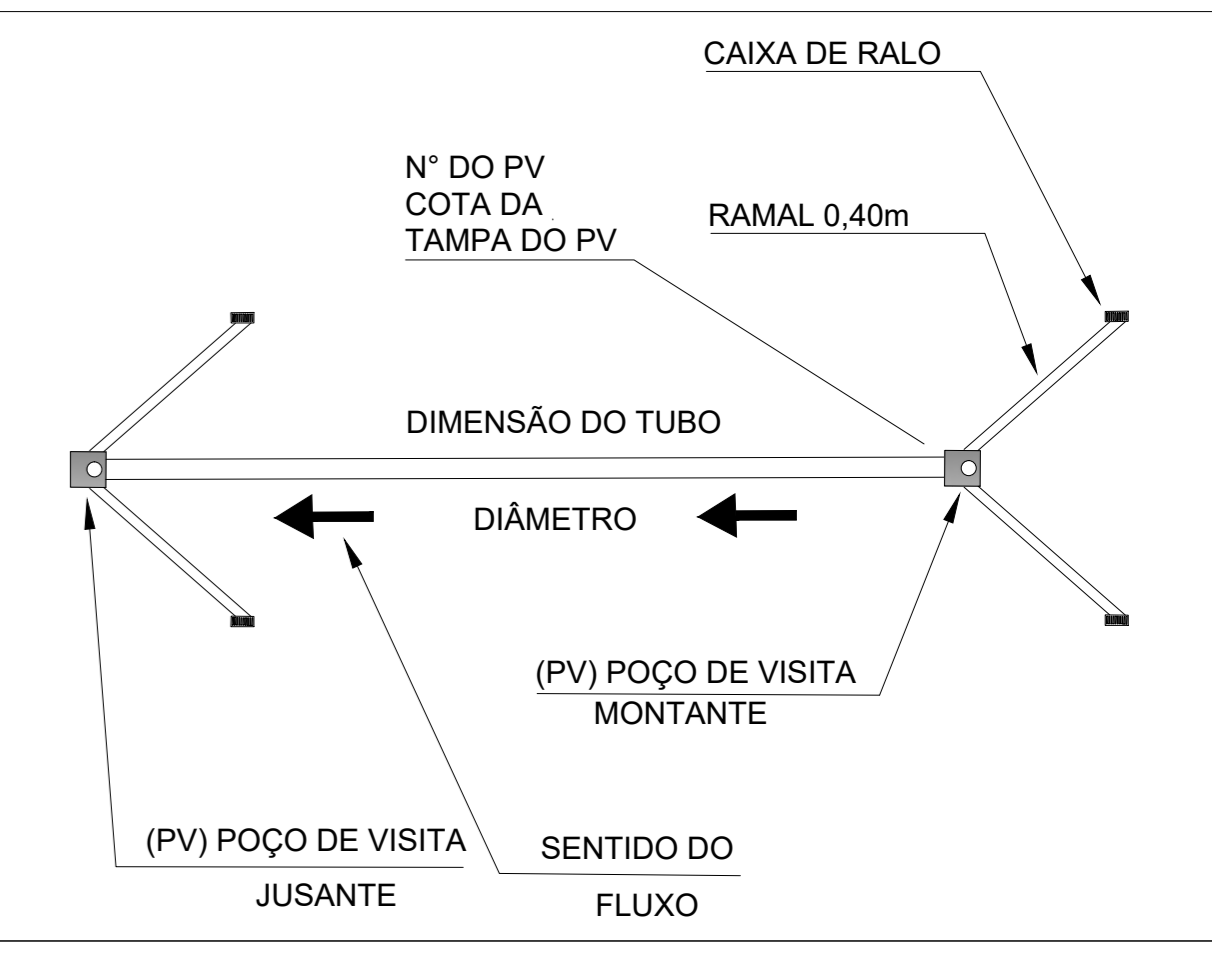 CAIXA DE RALO
N° DO PV
COTA DA
TAMPA DO PV
RAMAL 0,40m
DIMENSÃO DO TUBO
DIÂMETRO
(PV) POÇO DE VISITA
MONTANTE
(PV) POÇO DE VISITA
JUSANTE
SENTIDO DO
FLUXO